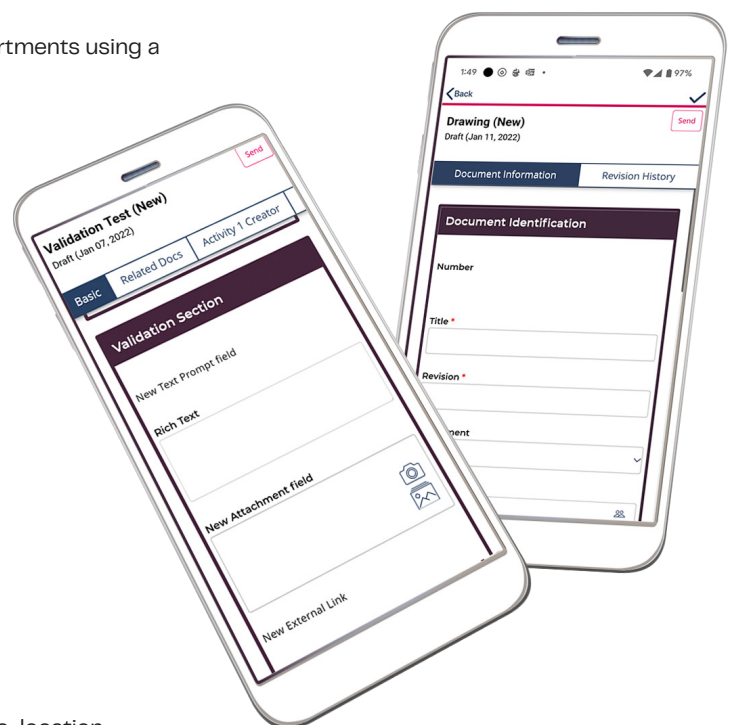 rtments using a
Validation Test (New)
Draft (Jan 07, 2022)
Send
Basic
Related Docs
Activity 1 Creator
Validation Section
New Text Prompt field
Rich Text
New Attachment field
New External Link
1:49
97%
Back
Drawing (New)
Draft (Jan 11, 2022)
Send
Document Information
Revision History
Document Identification
Number
Title *
Revision *
ment
location